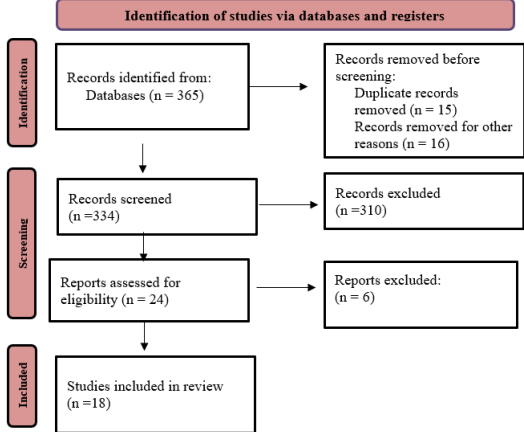 Identification of studies via databases and registers
Identification
Records identified from:
Databases (n = 365)
Records removed before
screening:
Duplicate records
removed (n = 15)
Records removed for other
reasons (n = 16)
Screening
Records screened
(n =334)
Records excluded
(n =310)
Reports assessed for
eligibility (n = 24)
Reports excluded:
(n = 6)
Included
Studies included in review
(n =18)